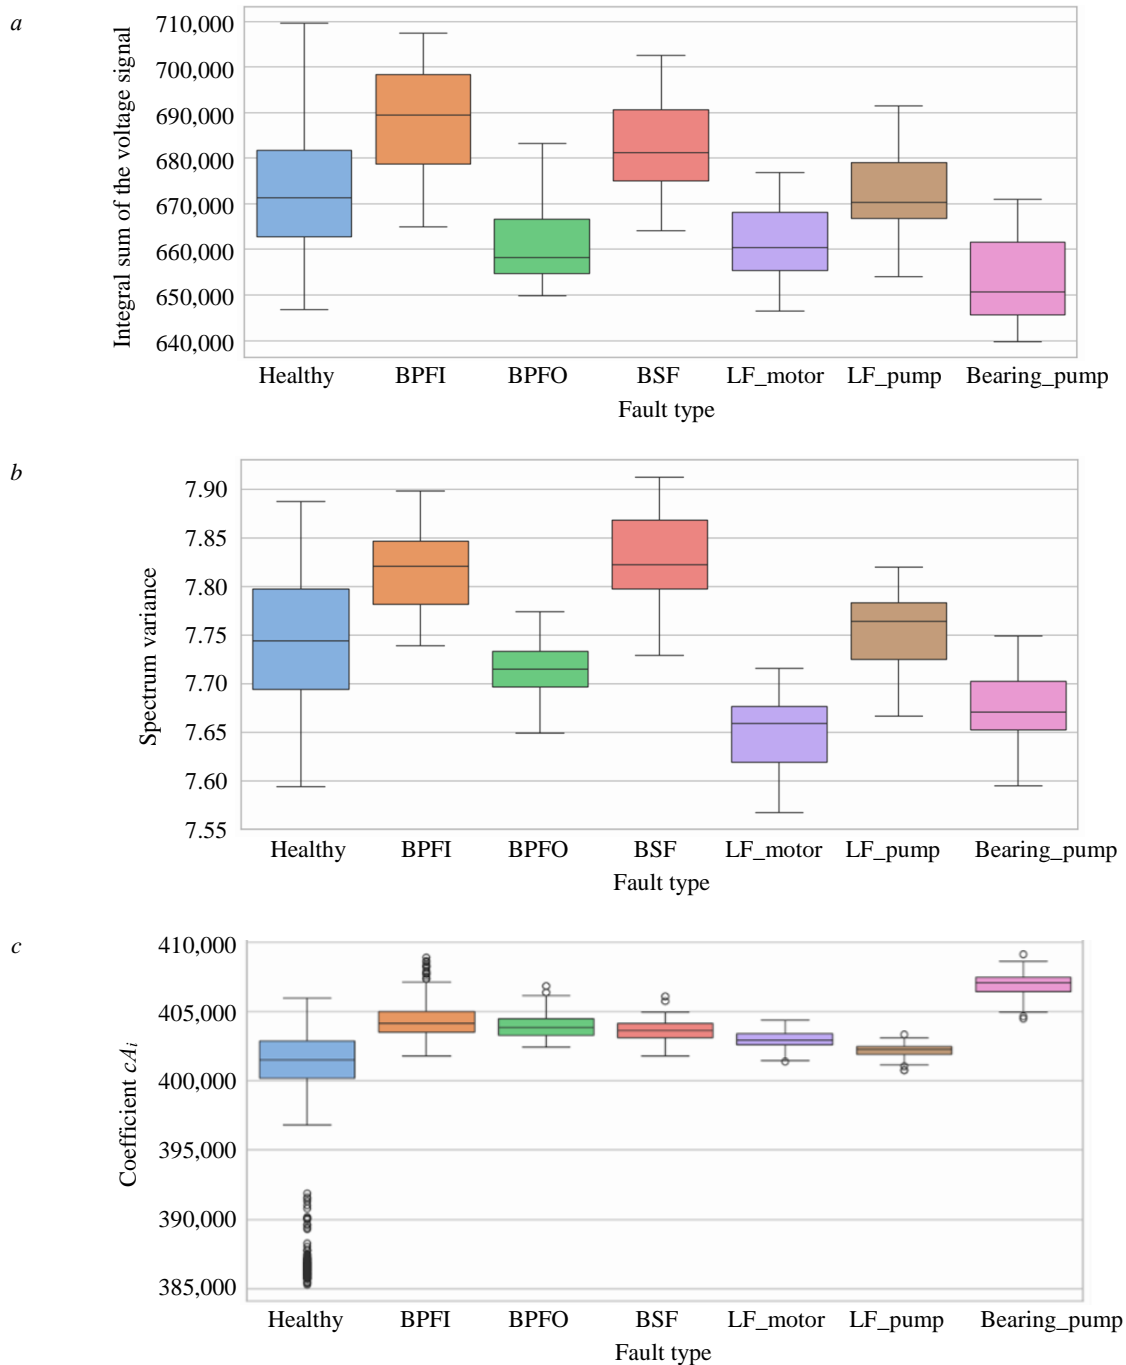 a
Integral sum of the voltage signal
710,000
700,000
690,000
680,000
670,000
660,000
650,000
640,000
Healthy BPFI BPFO BSF LF_motor LF_pump Bearing_pump
Fault type
b
Spectrum variance
7.90
7.85
7.80
7.75
7.70
7.65
7.60
7.55
Healthy BPFI BPFO BSF LF_motor LF_pump Bearing_pump
Fault type
c
Coefficient cAi
410,000
405,000
400,000
395,000
390,000
385,000
Healthy BPFI BPFO BSF LF_motor LF_pump Bearing_pump
Fault type